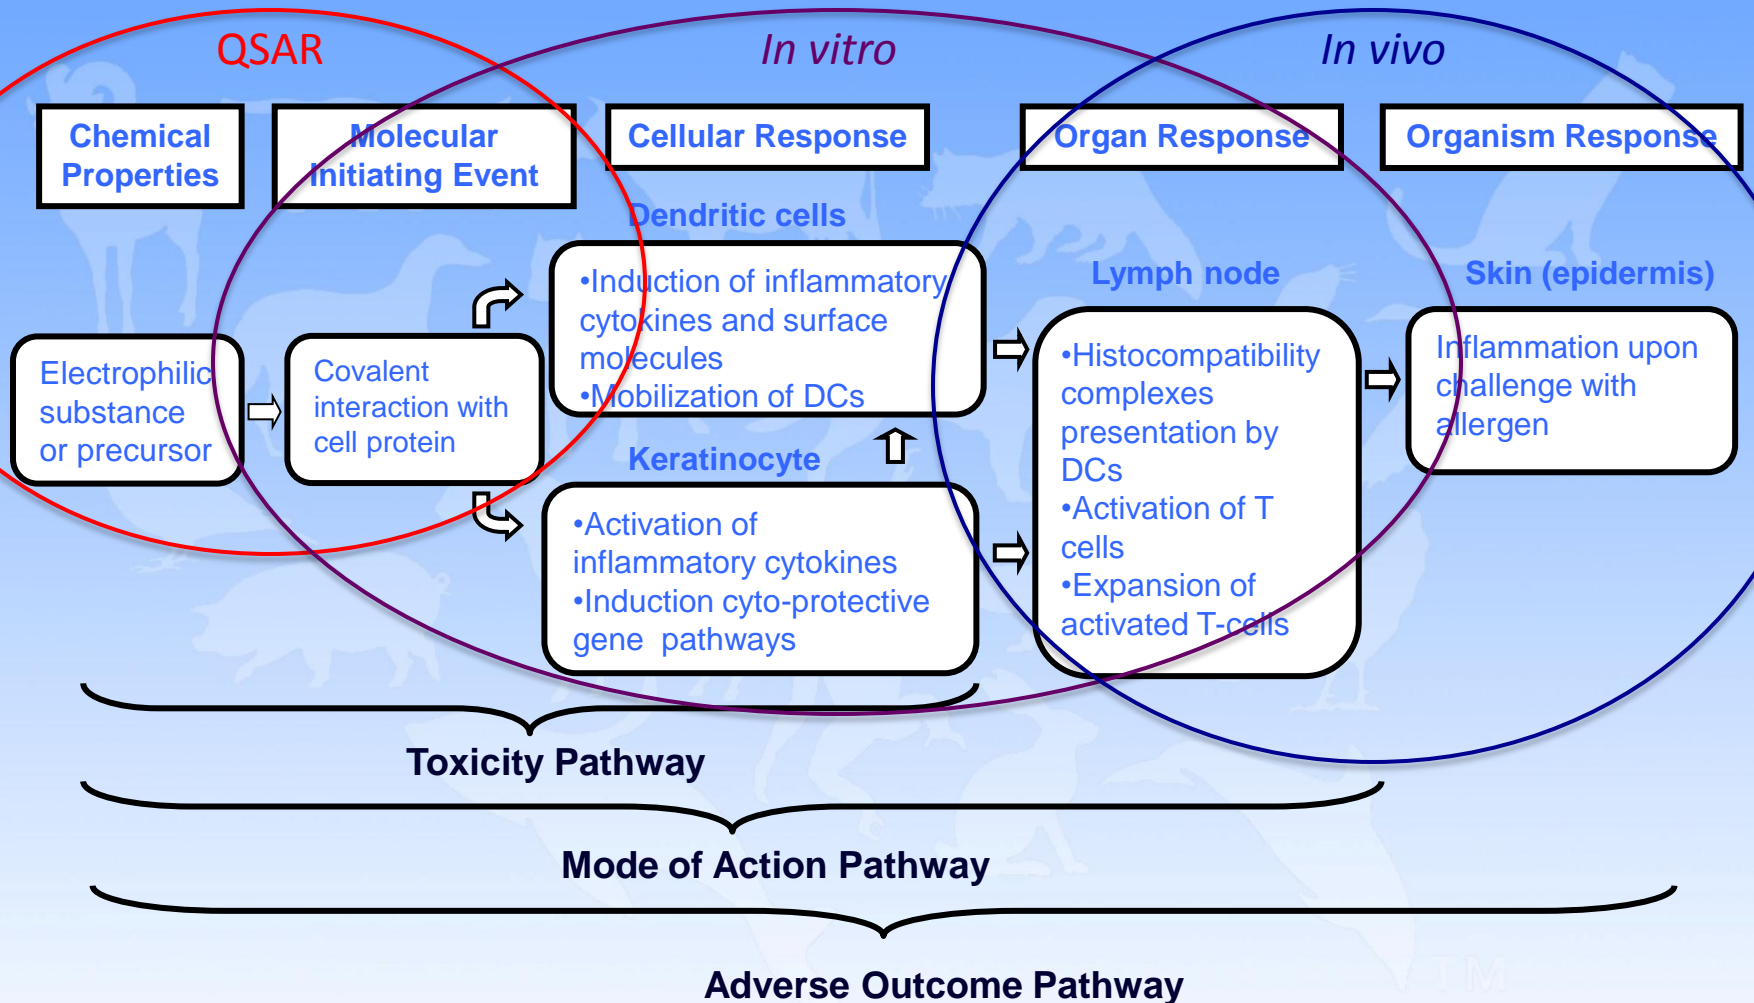 QSAR
In vitro
In vivo
Chemical
Properties
Molecular
Initiating Event
Cellular Response
Organ Response
Organism Response
Electrophilic
substance
or precursor
Covalent
interaction with
cell protein
Dendritic cells
•Induction of inflammatory
cytokines and surface
molecules
•Mobilization of DCs
Keratinocyte
•Activation of
inflammatory cytokines
•Induction cyto-protective
gene pathways
Lymph node
•Histocompatibility
complexes
presentation by
DCs
•Activation of T
cells
•Expansion of
activated T-cells
Skin (epidermis)
Inflammation upon
challenge with
allergen
Toxicity Pathway
Mode of Action Pathway
Adverse Outcome Pathway
TM